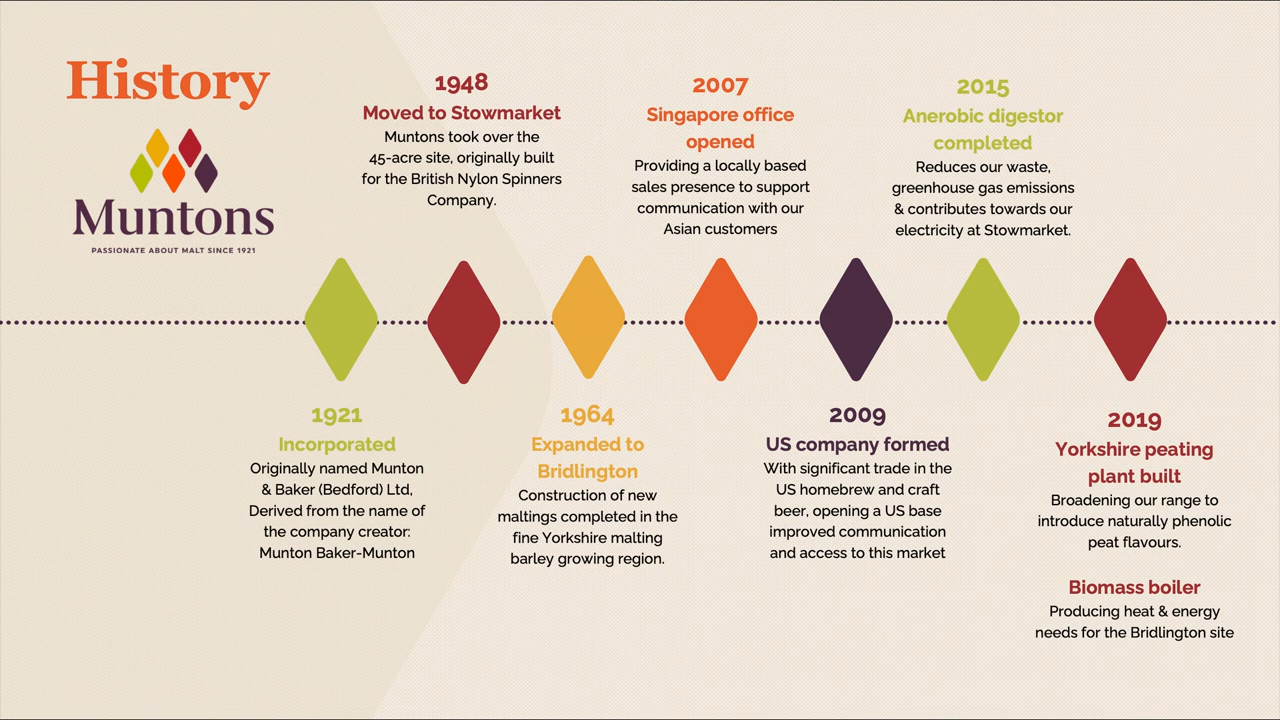 History
Muntons
PASSIONATE ABOUT MALT SINCE 1921
1921
Incorporated
Originally named Munton
& Baker (Bedford) Ltd,
Derived from the name of
the company creator:
Munton Baker-Munton
1948
Moved to Stowmarket
Muntons took over the
45-acre site, originally built
for the British Nylon Spinners
Company.
1964
Expanded to
Bridlington
Construction of new
maltings completed in the
fine Yorkshire malting
barley growing region.
2007
Singapore office
opened
Providing a locally based
sales presence to support
communication with our
Asian customers
2009
US company formed
With significant trade in the
US homebrew and craft
beer, opening a US base
improved communication
and access to this market
2015
Anerobic digestor
completed
Reduces our waste,
greenhouse gas emissions
& contributes towards our
electricity at Stowmarket.
2019
Yorkshire peating
plant built
Broadening our range to
introduce naturally phenolic
peat flavours.
Biomass boiler
Producing heat & energy
needs for the Bridlington site